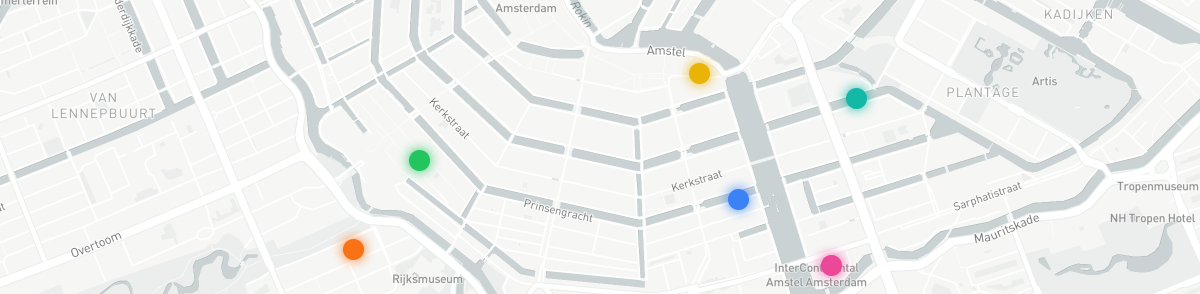 Amsterdam
Rokin
KADIJKEN
Amstel
Artis
VAN
LENNEPBUURT
PLANTAGE
Kerkstraat
Kerkstraat
Prinsengracht
Sarphatistraat
Tropenmuseum
NH Tropen Hotel
Mauritskade
Overtoom
Rijksmuseum
Amstel Amsterdam